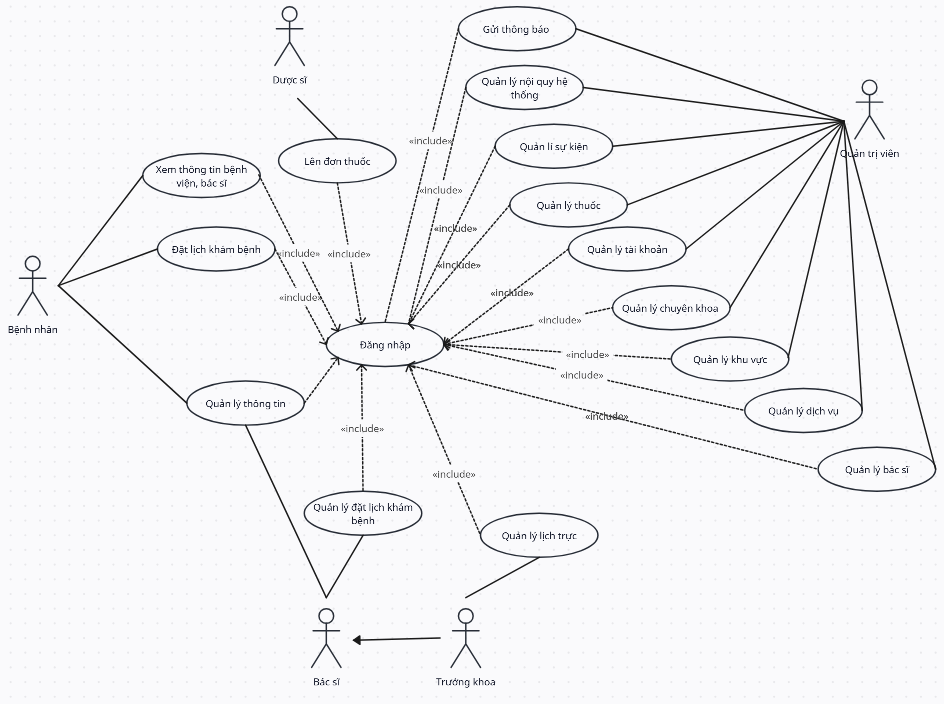 Gửi thông báo
Dược sĩ
Quản lý nội quy hệ
thống
«include»
Quản lí sự kiện
Quản trị viên
Lên đơn thuốc
Xem thông tin bệnh
viện, bác sĩ
«include»
Quản lý thuốc
«include»
Đặt lịch khám bệnh
Quản lý tài khoản
«include»
«include»
«include»
«include»
«include»
Bệnh nhân
Quản lý chuyên khoa
«include»
Đăng nhập
«include»
Quản lý khu vực
«include»
Quản lý thông tin
Quản lý dịch vụ
«include»
«include»
Quản lý bác sĩ
«include»
Quản lý đặt lịch khám
bệnh
Quản lý lịch trực
Bác sĩ
Trưởng khoa